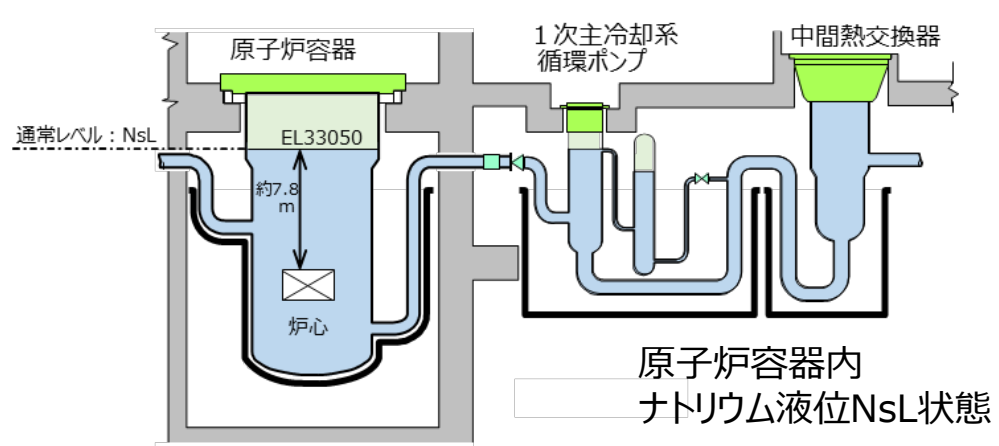 原子炉容器
１次主冷却系
循環ポンプ
中間熱交換器
通常レベル：NsL
EL33050
約7.8
m
炉心
原子炉容器内
ナトリウム液位NsL状態